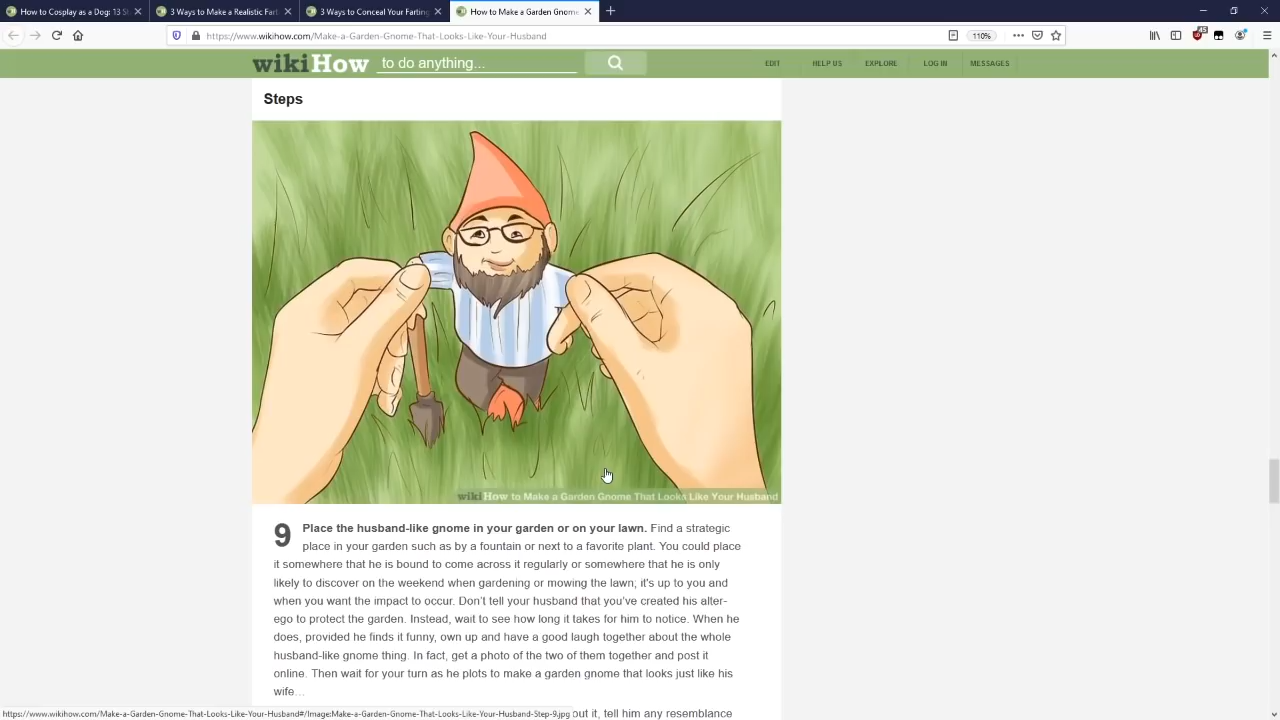 How to Cosplay as a Dog: 13 St
3 Ways to Make a Realistic Fart
3 Ways to Conceal Your Farting
How to Make a Garden Gnome
https://www.wikihow.com/Make-a-Garden-Gnome-That-Looks-Like-Your-Husband
110%
wikiHow to do anything...
EDIT
HELP US
EXPLORE
LOG IN
MESSAGES
Steps
wikiHow to Make a Garden Gnome That Looks Like Your Husband
9 Place the husband-like gnome in your garden or on your lawn. Find a strategic
place in your garden such as by a fountain or next to a favorite plant. You could place
it somewhere that he is bound to come across it regularly or somewhere that he is only
likely to discover on the weekend when gardening or mowing the lawn; it's up to you and
when you want the impact to occur. Don't tell your husband that you've created his alter-
ego to protect the garden. Instead, wait to see how long it takes for him to notice. When he
does, provided he finds it funny, own up and have a good laugh together about the whole
husband-like gnome thing. In fact, get a photo of the two of them together and post it
online. Then wait for your turn as he plots to make a garden gnome that looks just like his
wife...
https://www.wikihow.com/Make-a-Garden-Gnome-That-Looks-Like-Your-Husband#/Image:Make-a-Garden-Gnome-That-Looks-Like-Your-Husband-Step-9.jpg
out it, tell him any resemblance